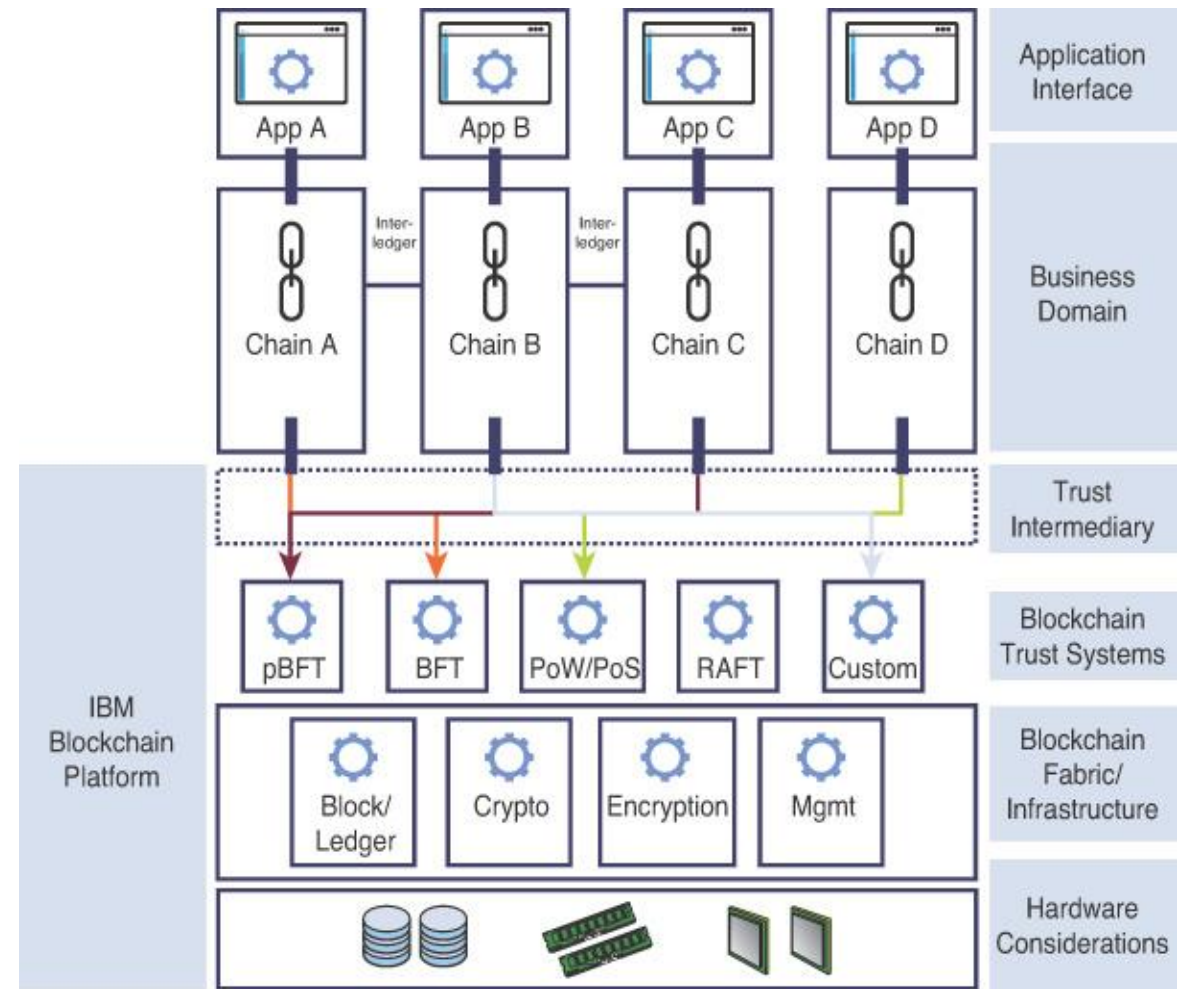 App A
App B
App C
App D
Application
Interface
Inter-
ledger
Inter-
ledger
Chain A
Chain B
Chain C
Chain D
Business
Domain
Trust
Intermediary
pBFT
BFT
PoW/PoS
RAFT
Custom
Blockchain
Trust Systems
IBM
Blockchain
Platform
Block/
Ledger
Crypto
Encryption
Mgmt
Blockchain
Fabric/
Infrastructure
Hardware
Considerations